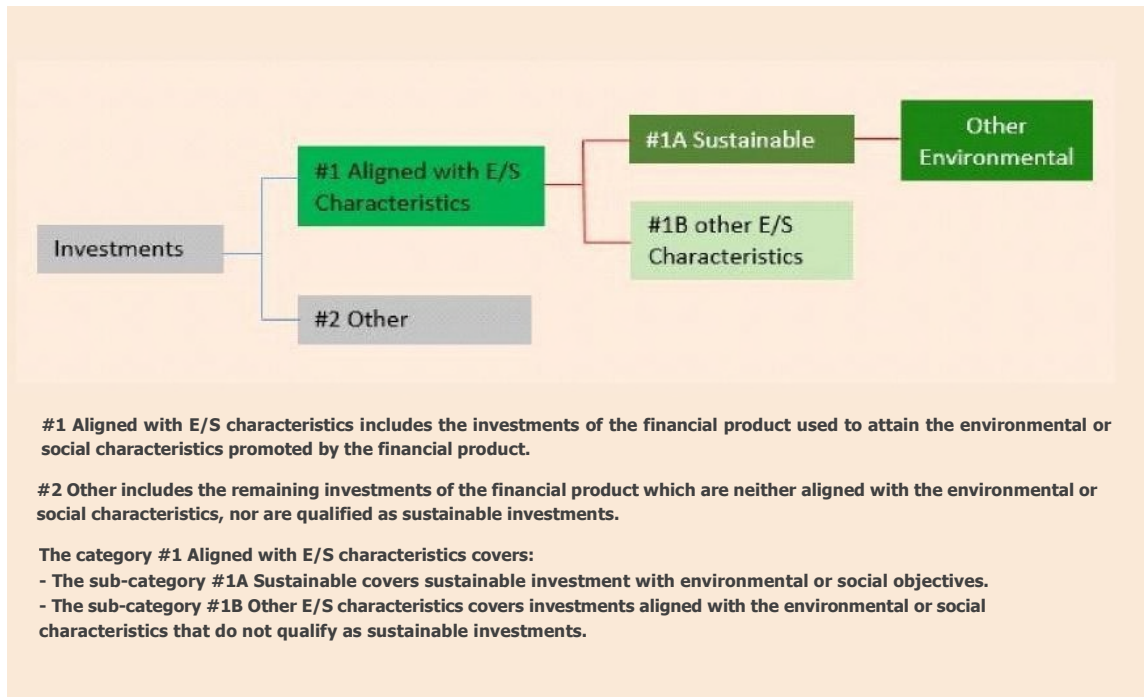 Investments
#1 Aligned with E/S
Characteristics
#2 Other
#1A Sustainable
#1B other E/S
Characteristics
Other
Environmental
#1 Aligned with E/S characteristics includes the investments of the financial product used to attain the environmental or
social characteristics promoted by the financial product.
#2 Other includes the remaining investments of the financial product which are neither aligned with the environmental or
social characteristics, nor are qualified as sustainable investments.
The category #1 Aligned with E/S characteristics covers:
- The sub-category #1A Sustainable covers sustainable investment with environmental or social objectives.
- The sub-category #1B Other E/S characteristics covers investments aligned with the environmental or social
characteristics that do not qualify as sustainable investments.